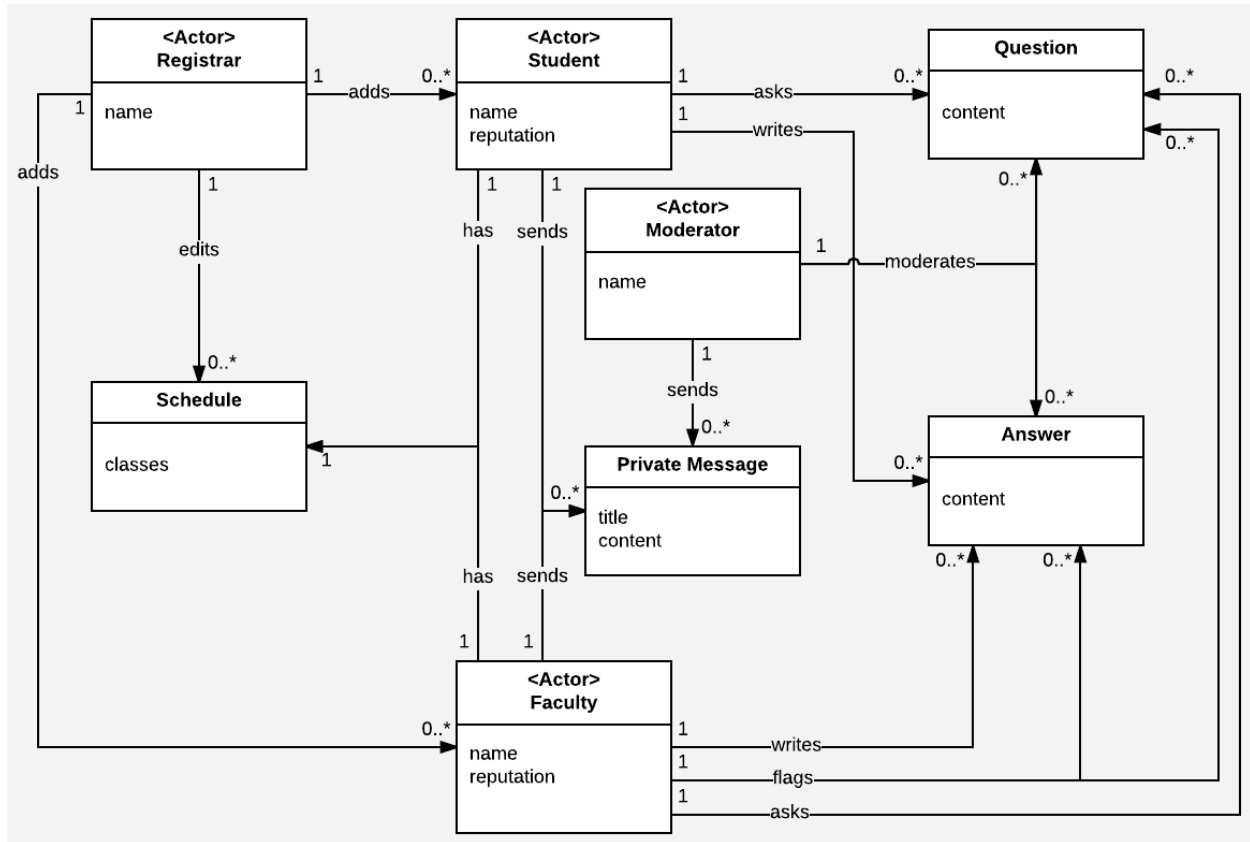 <Actor>
Registrar
name
<Actor>
Student
name
reputation
Question
content
1
adds
0..*
1
asks
0..*
0..*
1
writes
0..*
1
adds
1
edits
0..*
1
has
1
sends
<Actor>
Moderator
name
1
moderates
0..*
0..*
1
sends
0..*
Schedule
classes
1
Private Message
title
content
0..*
Answer
content
0..*
0..*
0..*
has
sends
1
1
<Actor>
Faculty
name
reputation
0..*
1
writes
1
flags
1
asks